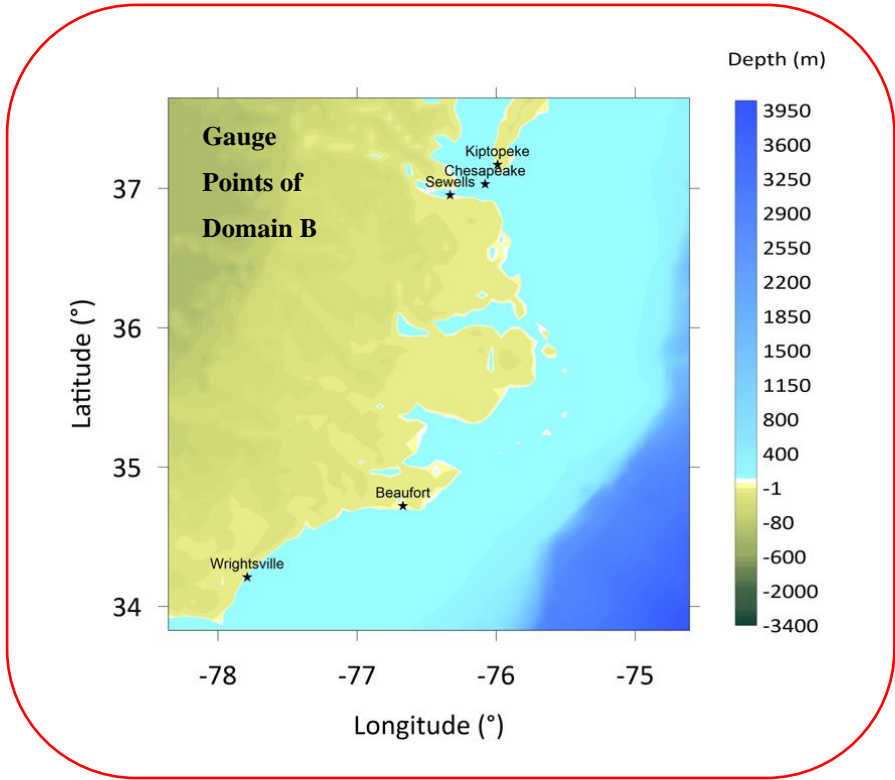 Depth (m)
Gauge
Points of
Domain B
Kiptopeke
Chesapeake
Sewells
Beaufort
Wrightsville
37
36
35
34
Latitude (°)
-78
-77
-76
-75
Longitude (°)
3950
3600
3250
2900
2550
2200
1850
1500
1150
800
400
-1
-80
-600
-2000
-3400